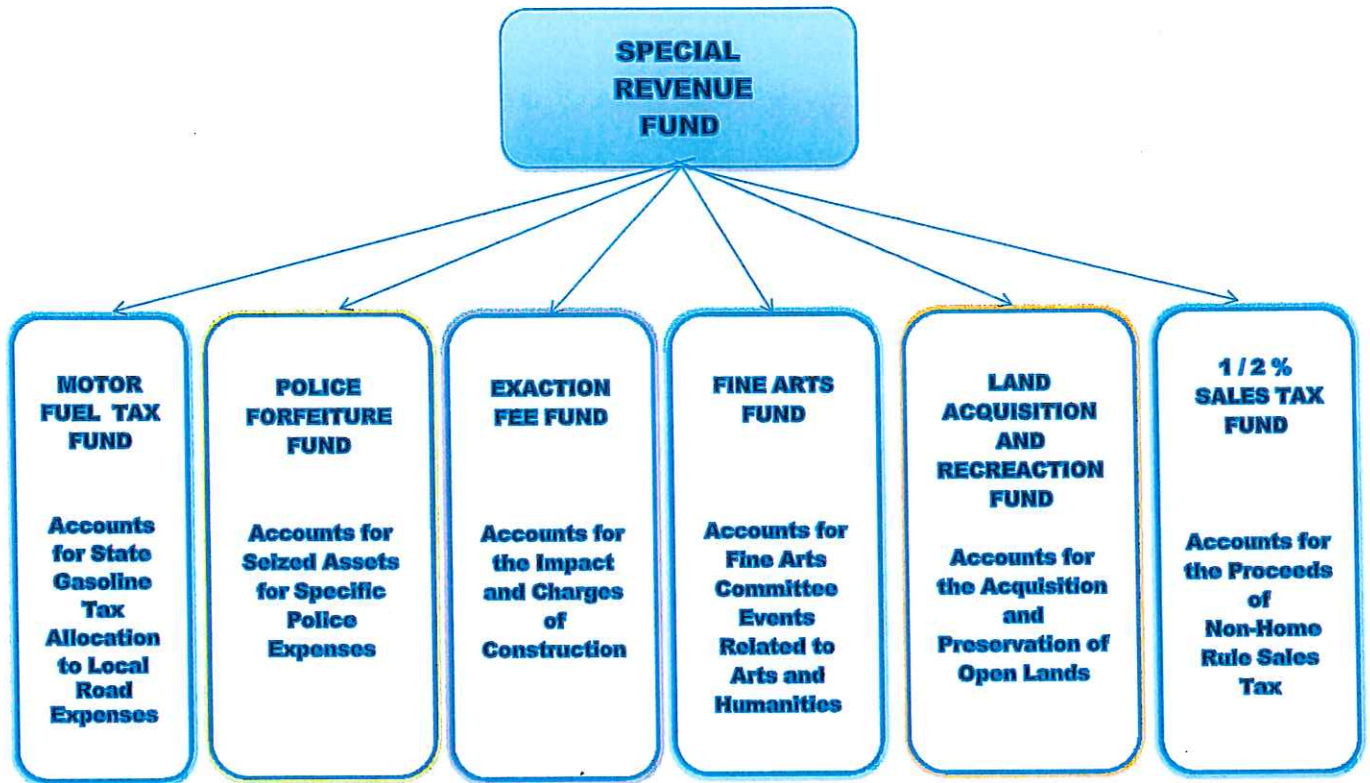 SPECIAL
REVENUE
FUND
MOTOR
FUEL TAX
FUND
Accounts
for State
Gasoline
Tax
Allocation
to Local
Road
Expenses
POLICE
FORFEITURE
FUND
Accounts for
Seized Assets
for Specific
Police
Expenses
EXACTION
FEE FUND
Accounts for
the Impact
and Charges
of
Construction
FINE ARTS
FUND
Accounts for
Fine Arts
Committee
Events
Related to
Arts and
Humanities
LAND
ACQUISITION
AND
RECREACTION
FUND
Accounts for
the Acquisition
and
Preservation of
Open Lands
1 / 2 %
SALES TAX
FUND
Accounts for
the Proceeds
of
Non-Home
Rule Sales
Tax